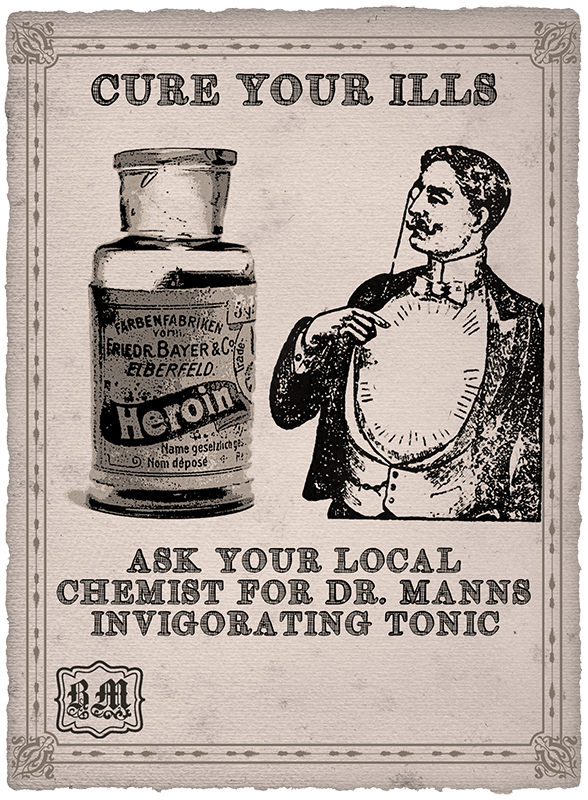 CURE YOUR ILLS
FARBENFABRIKEN
vorm.
FRIEDR. BAYER & Co.
ELBERFELD.
Heroin
Name gesetzlich ges.
Nom déposé
ASK YOUR LOCAL
CHEMIST FOR DR. MANNS
INVIGORATING TONIC
BM